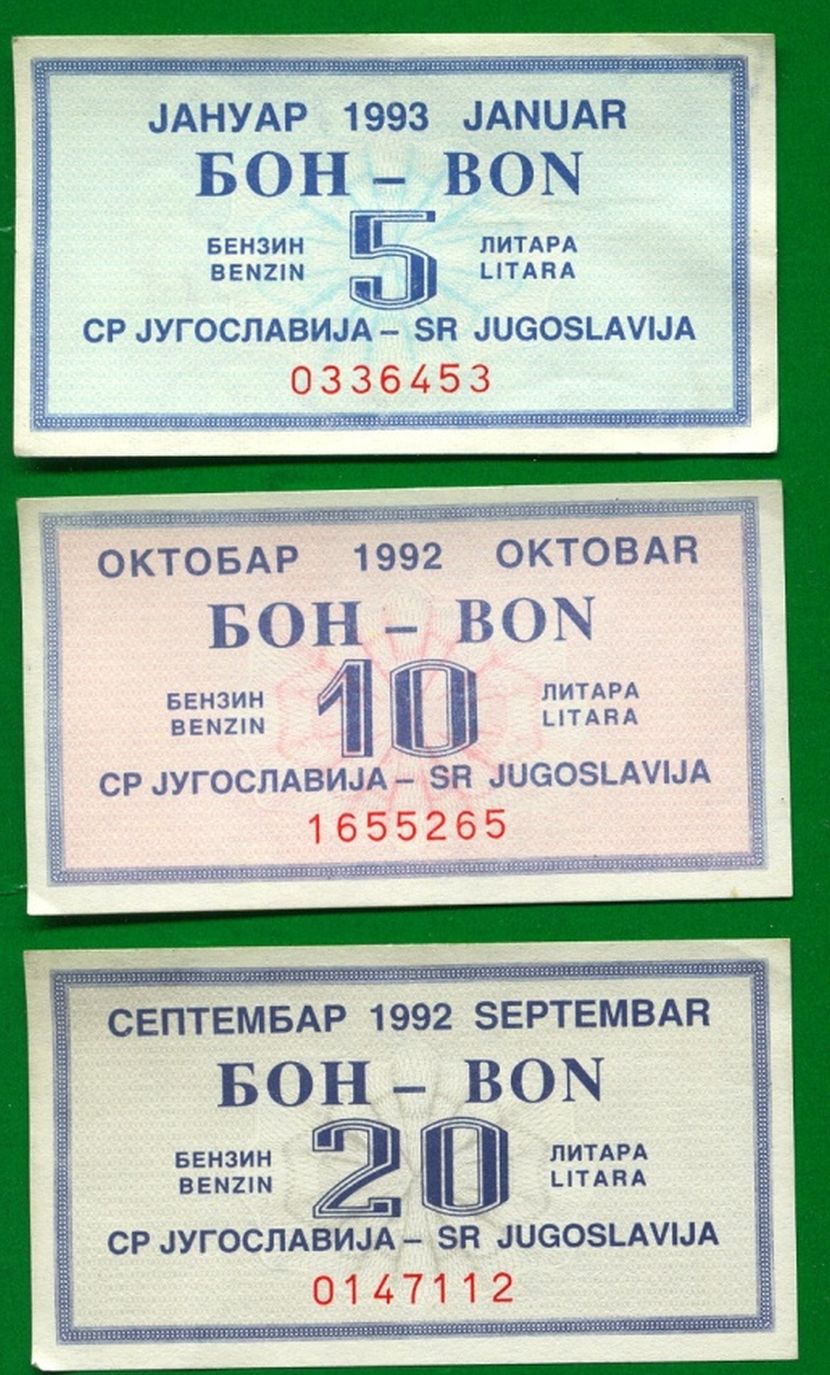 ЈАНУАР 1993 JANUAR
БОН – BON
БЕНЗИН 5 ЛИТАРА
BENZIN LITARA
СР ЈУГОСЛАВИЈА – SR JUGOSLAVIJA
0336453
ОКТОБАР 1992 OKTOBAR
БОН – BON
БЕНЗИН 10 ЛИТАРА
BENZIN LITARA
СР ЈУГОСЛАВИЈА – SR JUGOSLAVIJA
1655265
СЕПТЕМБАР 1992 SEPTEMBAR
БОН – BON
БЕНЗИН 20 ЛИТАРА
BENZIN LITARA
СР ЈУГОСЛАВИЈА – SR JUGOSLAVIJA
0147112